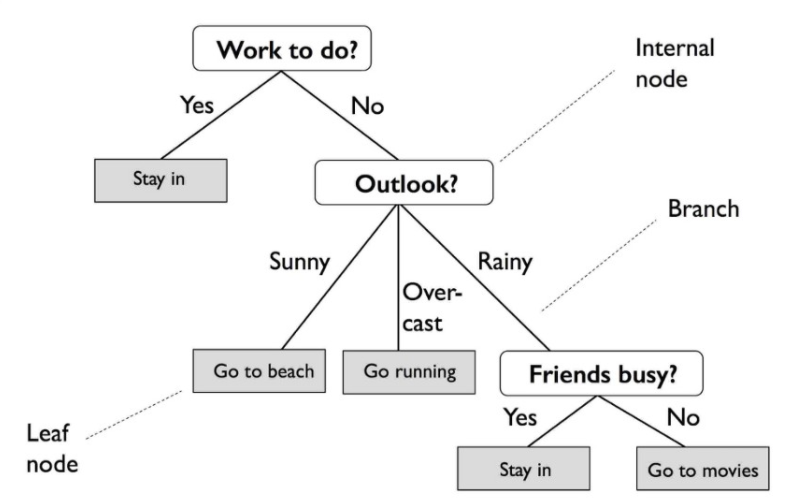 Work to do?
Internal
node
Yes
No
Stay in
Outlook?
Branch
Sunny
Over-
cast
Rainy
Go to beach
Go running
Friends busy?
Leaf
node
Yes
No
Stay in
Go to movies